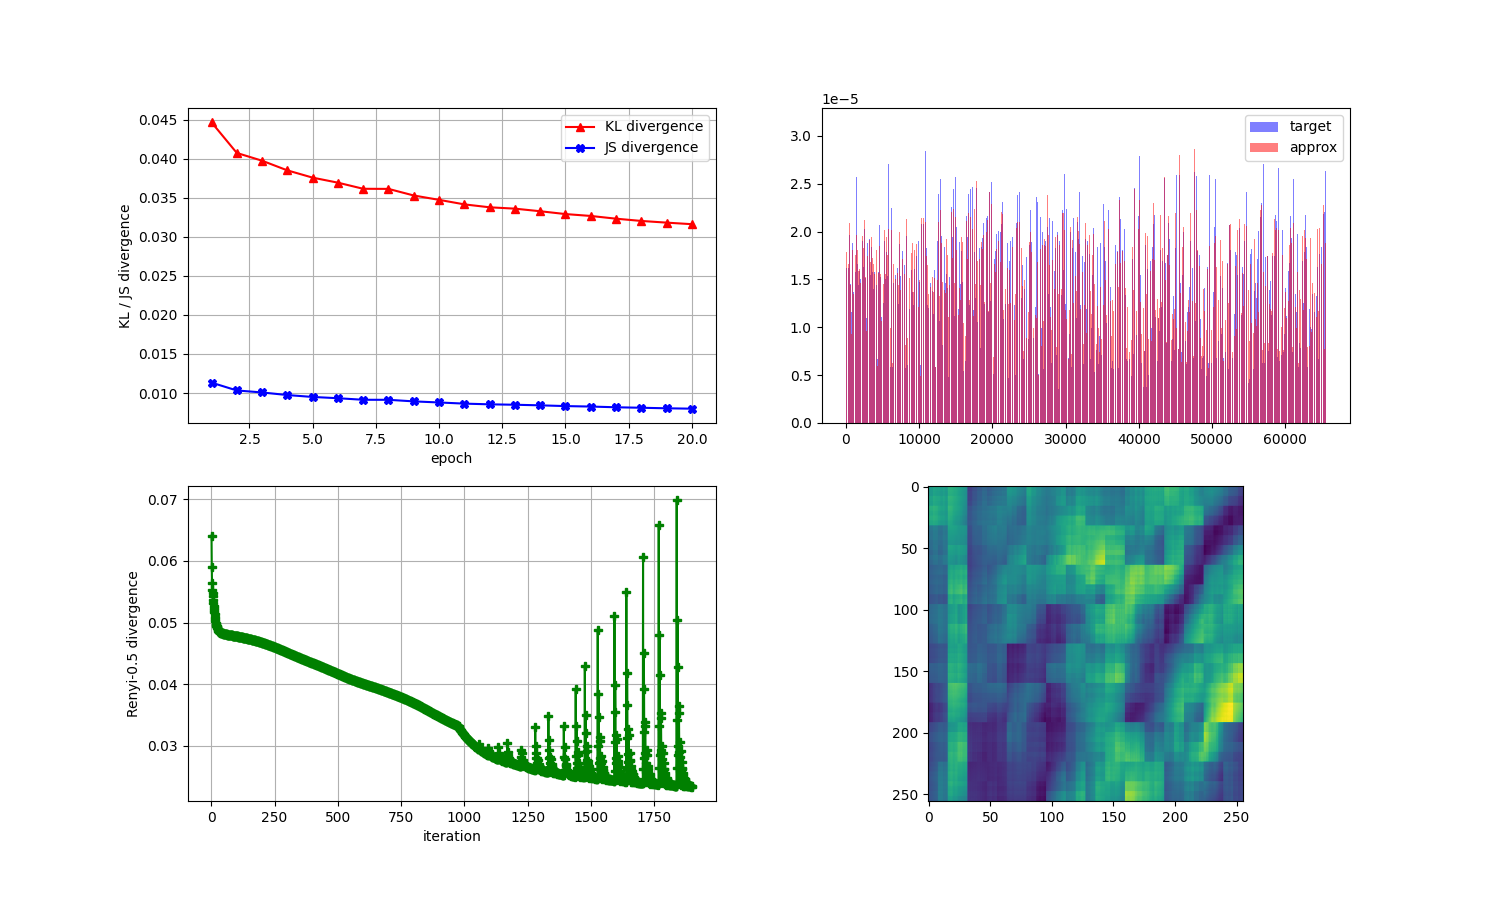 0.045
0.040
0.035
0.030
0.025
0.020
0.015
0.010
KL / JS divergence
KL divergence
JS divergence
2.5 5.0 7.5 10.0 12.5 15.0 17.5 20.0
epoch
1e−5
3.0
2.5
2.0
1.5
1.0
0.5
0.0
target
approx
0 10000 20000 30000 40000 50000 60000
0.07
0.06
0.05
0.04
0.03
Renyi-0.5 divergence
0 250 500 750 1000 1250 1500 1750
iteration
0
50
100
150
200
250
0 50 100 150 200 250